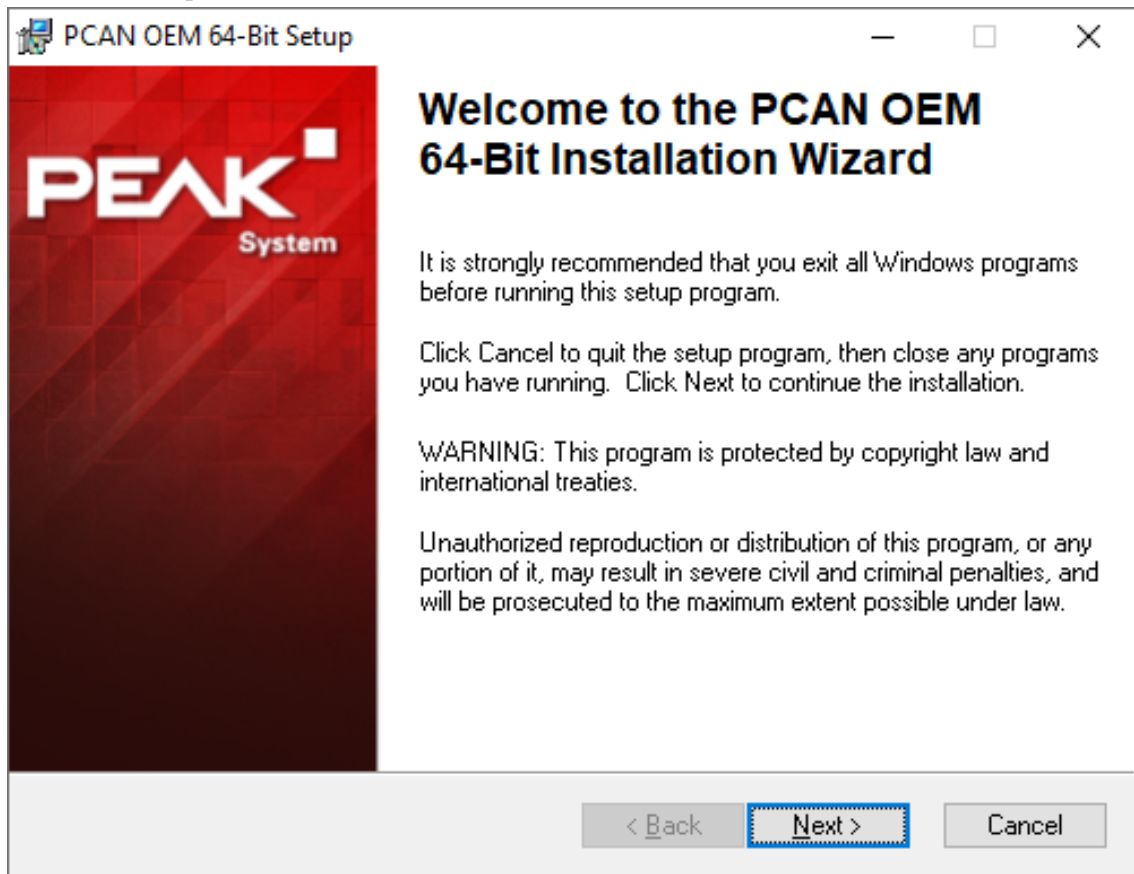 PCAN OEM 64-Bit Setup
PEAK
System
Welcome to the PCAN OEM
64-Bit Installation Wizard
It is strongly recommended that you exit all Windows programs
before running this setup program.
Click Cancel to quit the setup program, then close any programs
you have running.  Click Next to continue the installation.
WARNING: This program is protected by copyright law and
international treaties.
Unauthorized reproduction or distribution of this program, or any
portion of it, may result in severe civil and criminal penalties, and
will be prosecuted to the maximum extent possible under law.
< Back
Next >
Cancel